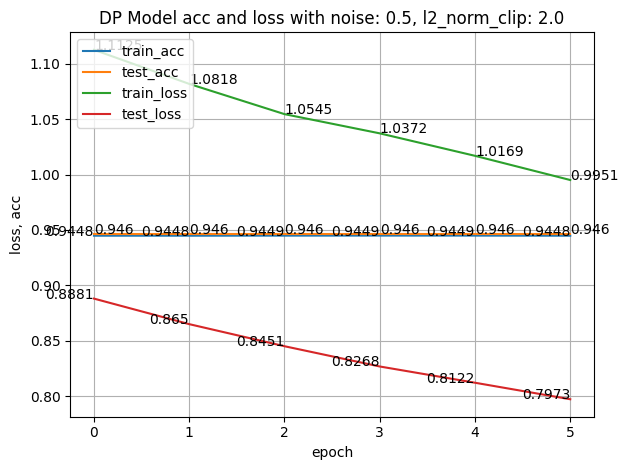 DP Model acc and loss with noise: 0.5, l2_norm_clip: 2.0
train_acc
test_acc
train_loss
test_loss
1.1125
1.0818
1.0545
1.0372
1.0169
0.9951
0.9448 0.946 0.9448 0.946 0.9449 0.946 0.9449 0.946 0.9449 0.946 0.9448 0.946
0.8881
0.865
0.8451
0.8268
0.8122
0.7973
1.10
1.05
1.00
0.95
0.90
0.85
0.80
loss, acc
0 1 2 3 4 5
epoch